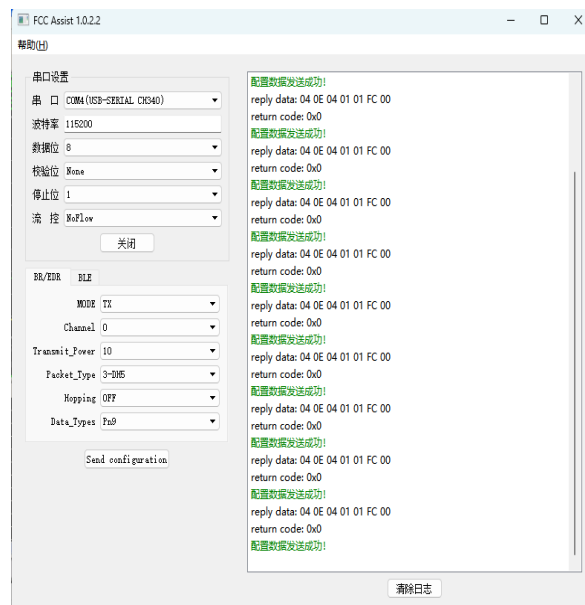 FCC Assist 1.0.2.2
帮助(H)
串口设置
串 口 COM4(USB-SERIAL CH340)
波特率 115200
数据位 8
校验位 None
停止位 1
流 控 NoFlow
关闭
BR/EDR BLE
MODE TX
Channel 0
Transmit_Power 10
Packet_Type 3-DH5
Hopping OFF
Data_Types Pn9
Send configuration
配置数据发送成功!
reply data: 04 0E 04 01 01 FC 00
return code: 0x0
配置数据发送成功!
reply data: 04 0E 04 01 01 FC 00
return code: 0x0
配置数据发送成功!
reply data: 04 0E 04 01 01 FC 00
return code: 0x0
配置数据发送成功!
reply data: 04 0E 04 01 01 FC 00
return code: 0x0
配置数据发送成功!
reply data: 04 0E 04 01 01 FC 00
return code: 0x0
配置数据发送成功!
reply data: 04 0E 04 01 01 FC 00
return code: 0x0
配置数据发送成功!
reply data: 04 0E 04 01 01 FC 00
return code: 0x0
配置数据发送成功!
reply data: 04 0E 04 01 01 FC 00
return code: 0x0
配置数据发送成功!
reply data: 04 0E 04 01 01 FC 00
return code: 0x0
配置数据发送成功!
清除日志